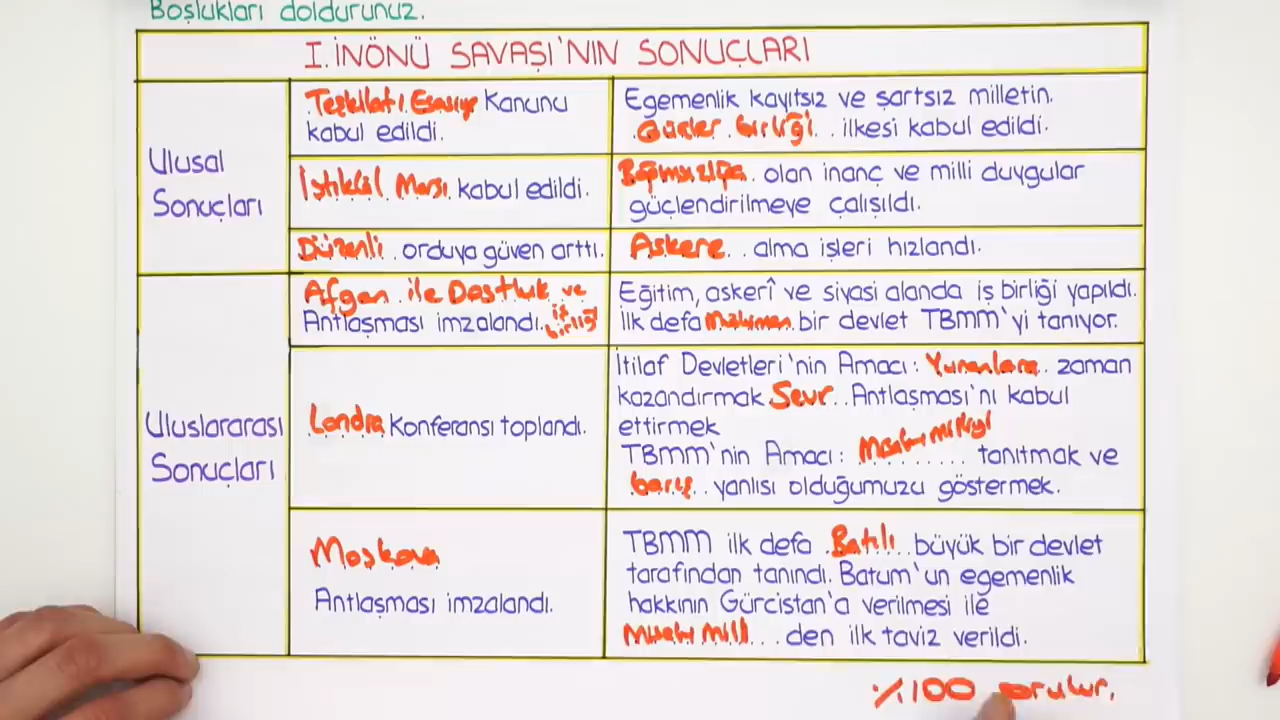 Boşlukları doldurunuz.
I. İNÖNÜ SAVAŞI'NIN SONUÇLARI
Ulusal
Sonuçları
Teşkilatı Esasiye Kanunu
kabul edildi.
Egemenlik kayıtsız ve şartsız milletin.
Güçler birliği.. ilkesi kabul edildi.
İstiklal Marşı kabul edildi.
Bağımsızlığa. olan inanç ve milli duygular
güçlendirilmeye çalışıldı.
Düzenli. orduya güven arttı.
Askere.. alma işleri hızlandı.
Uluslararası
Sonuçları
Afgan ile Dostluk ve
Antlaşması imzalandı. iş
birliği
Eğitim, askerî ve siyasi alanda iş birliği yapıldı.
İlk defa Müslüman bir devlet TBMM'yi tanıyor.
Londra Konferansı toplandı.
İtilaf Devletleri'nin Amacı: Yunanlara.. zaman
kazandırmak Sevr.. Antlaşması'nı kabul
ettirmek
TBMM'nin Amacı: Misakı Milliyi tanıtmak ve
barış.. yanlısı olduğumuzu göstermek.
Moskova
Antlaşması imzalandı.
TBMM ilk defa .Batılı.. büyük bir devlet
tarafından tanındı. Batum'un egemenlik
hakkının Gürcistan'a verilmesi ile
Misakı Milli...den ilk taviz verildi.
%100 sorulur.